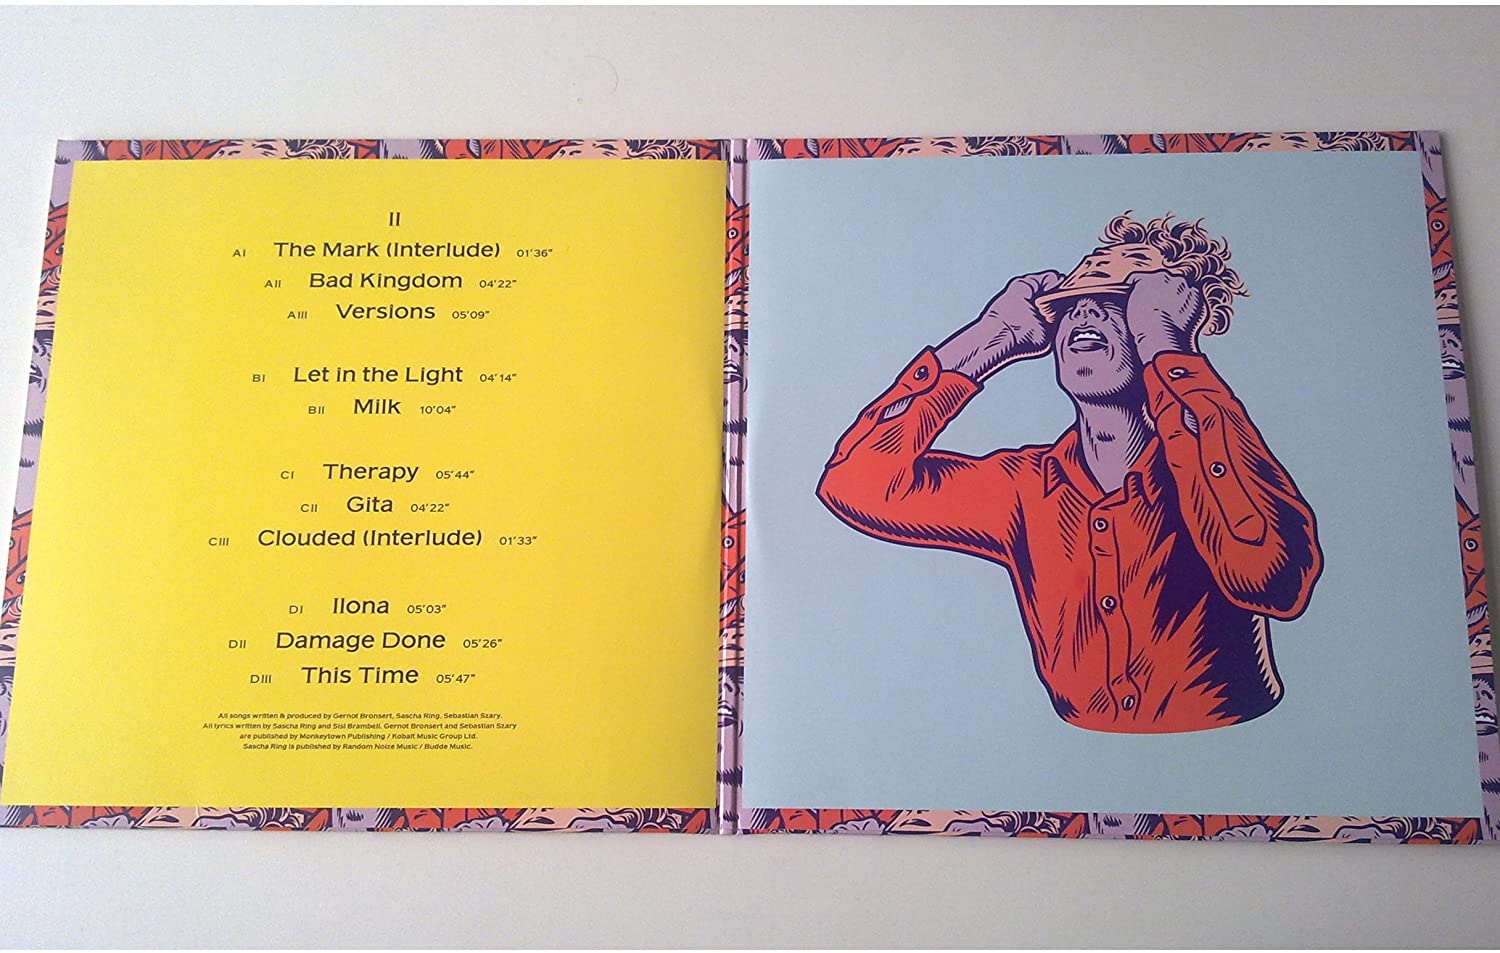 II
AI The Mark (Interlude) 01'36"
AII Bad Kingdom 04'22"
AIII Versions 05'09"
BI Let in the Light 04'14"
BII Milk 10'04"
CI Therapy 05'44"
CII Gita 04'22"
CIII Clouded (Interlude) 01'33"
DI Ilona 05'03"
DII Damage Done 05'26"
DIII This Time 05'47"
All songs written & produced by Gernot Bronsert, Sascha Ring, Sebastian Szary.
All lyrics written by Sascha Ring and Sisi Brambell. Gernot Bronsert and Sebastian Szary
are published by Monkeytown Publishing / Kobalt Music Group Ltd.
Sascha Ring is published by Random Noize Music / Budde Music.